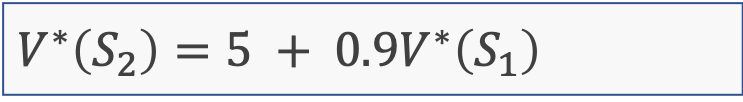 V*(S₂) = 5 + 0.9V*(S₁)